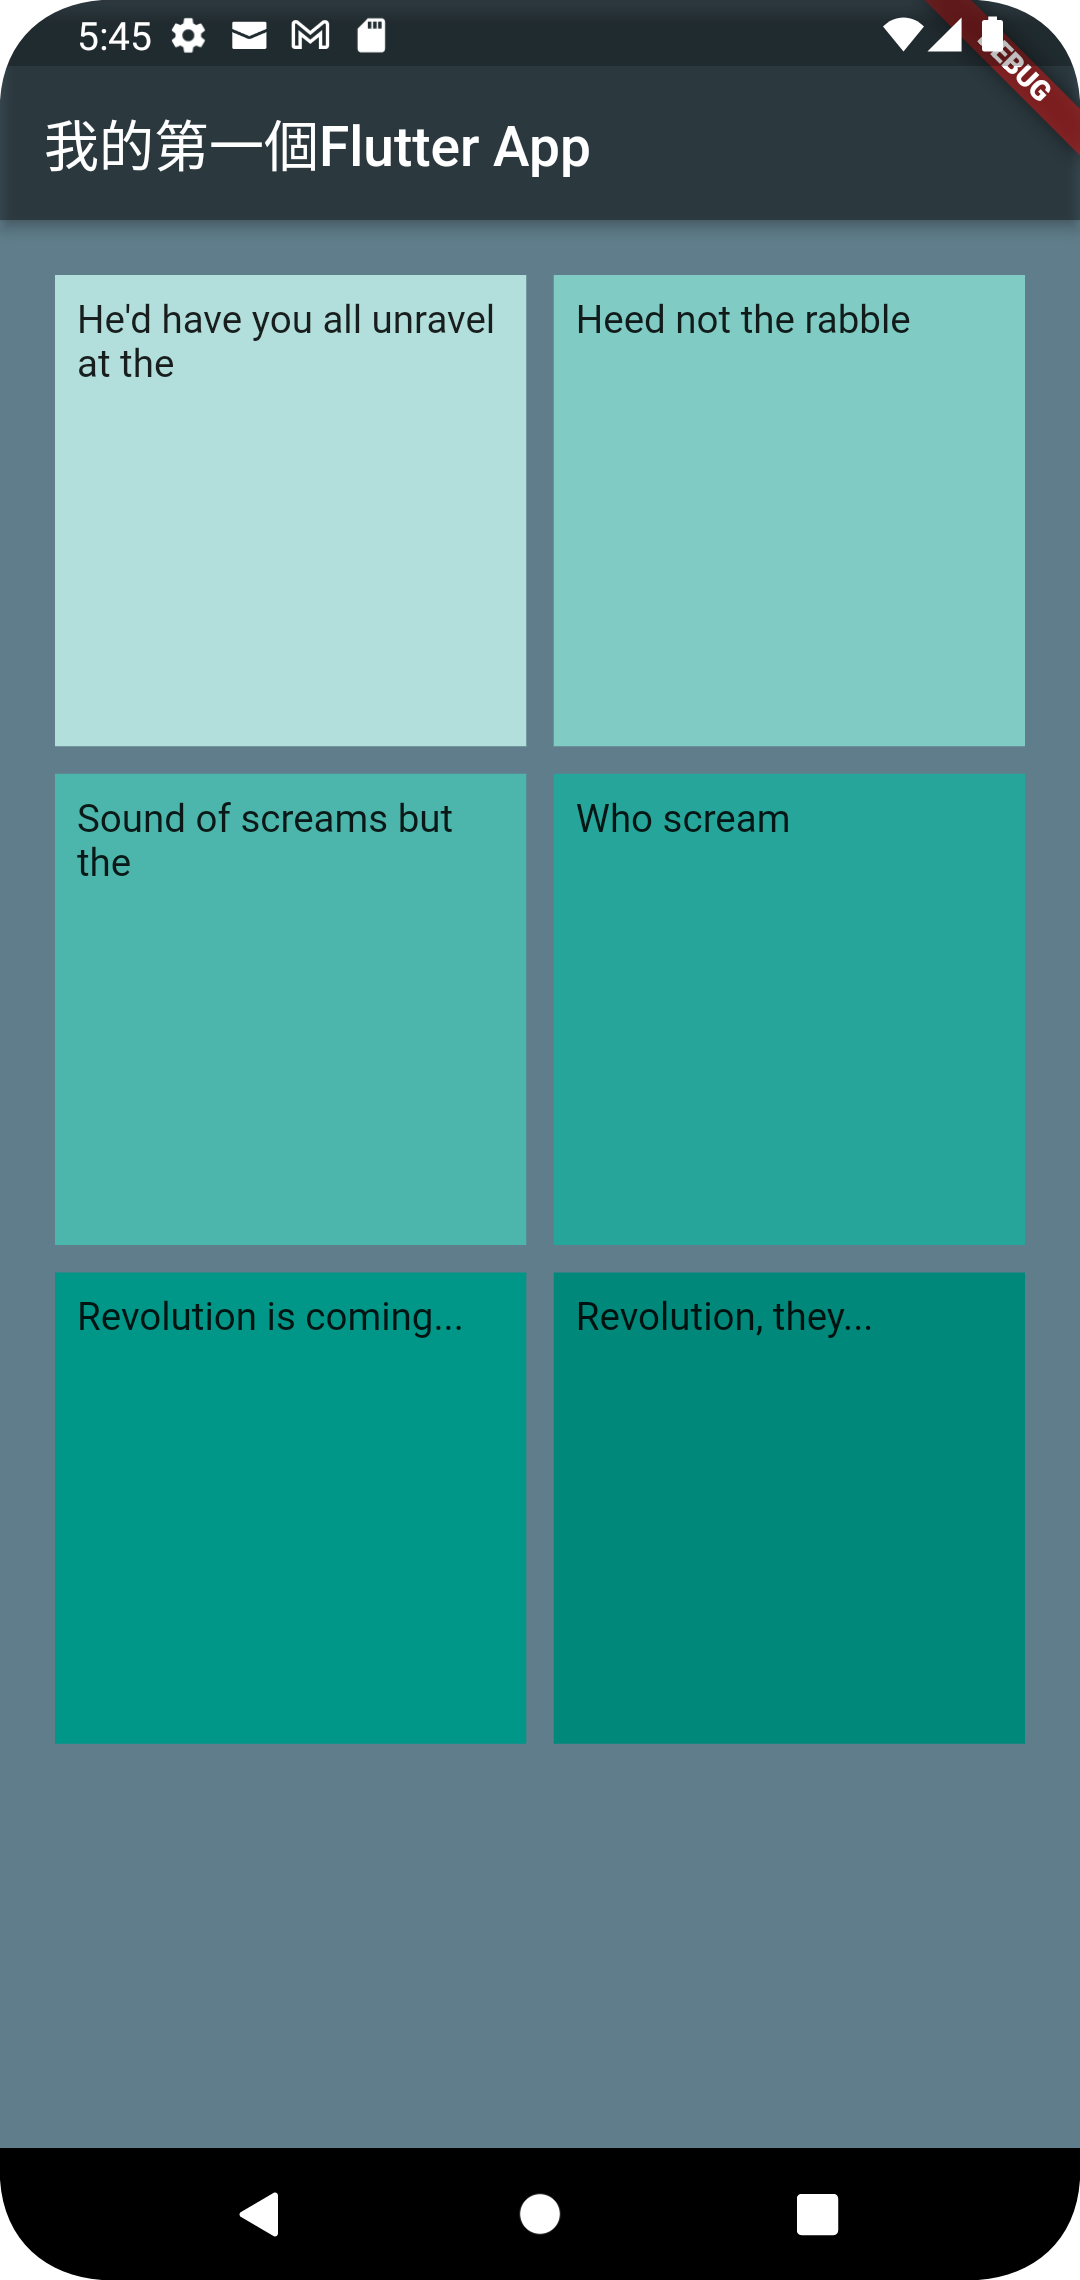 5:45
DEBUG
我的第一個Flutter App
He'd have you all unravel
at the
Heed not the rabble
Sound of screams but
the
Who scream
Revolution is coming...
Revolution, they...